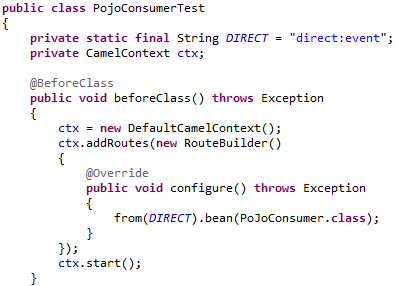 public class PojoConsumerTest
{
    private static final String DIRECT = "direct:event";
    private CamelContext ctx;
    @BeforeClass
    public void beforeClass() throws Exception
    {
        ctx = new DefaultCamelContext();
        ctx.addRoutes(new RouteBuilder()
        {
            @Override
            public void configure() throws Exception
            {
                from(DIRECT).bean(PoJoConsumer.class);
            }
        });
        ctx.start();
    }